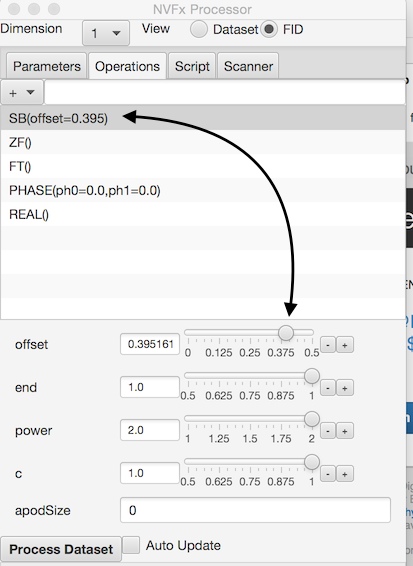 NVFx Processor
Dimension 1 View Dataset FID
Parameters Operations Script Scanner
+
SB(offset=0.395)
ZF()
FT()
PHASE(ph0=0.0,ph1=0.0)
REAL()
offset 0.395161 - +
0 0.125 0.25 0.375 0.5
end 1.0 - +
0.5 0.625 0.75 0.875 1
power 2.0 - +
1 1.25 1.5 1.75 2
c 1.0 - +
0.5 0.625 0.75 0.875 1
apodSize 0
Process Dataset Auto Update